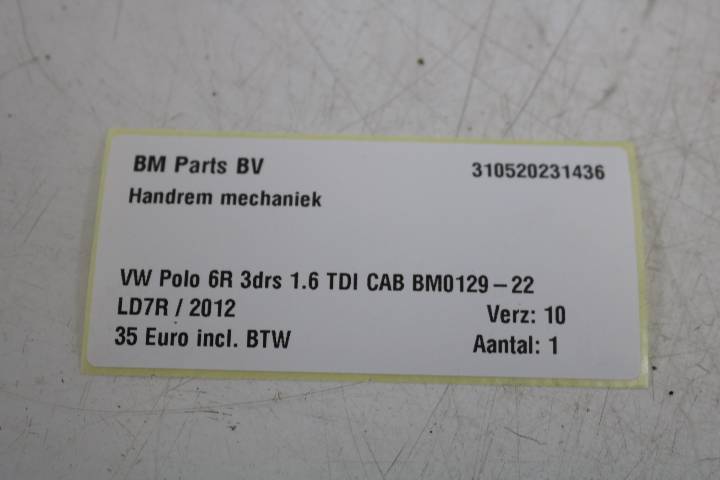 BM Parts BV 310520231436
Handrem mechaniek
VW Polo 6R 3drs 1.6 TDI CAB BM0129-22
LD7R / 2012 Verz: 10
35 Euro incl. BTW Aantal: 1